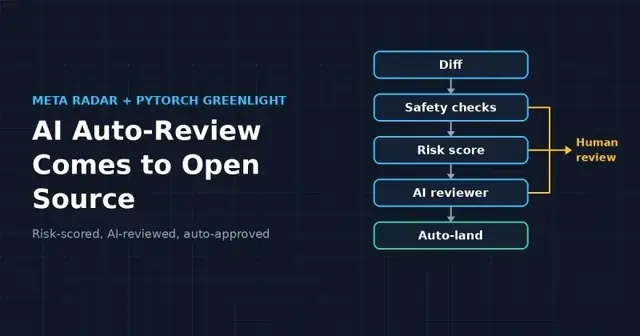 META RADAR + PYTORCH GREENLIGHT
AI Auto-Review
Comes to Open
Source
Risk-scored, AI-reviewed, auto-approved
Diff
Safety checks
Risk score
AI reviewer
Auto-land
Human
review